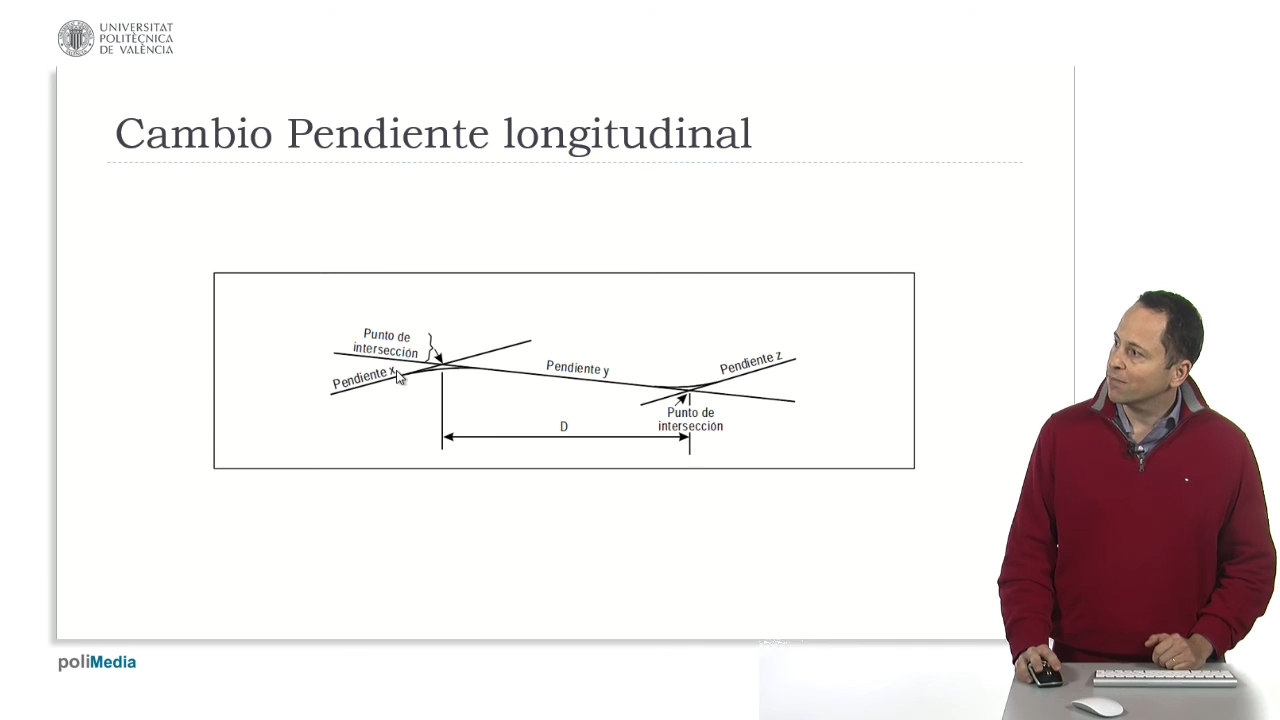 UNIVERSITAT
POLITÈCNICA
DE VALÈNCIA
Cambio Pendiente longitudinal
Punto de
intersección
Pendiente x
Pendiente y
Pendiente z
Punto de
intersección
D
poliMedia